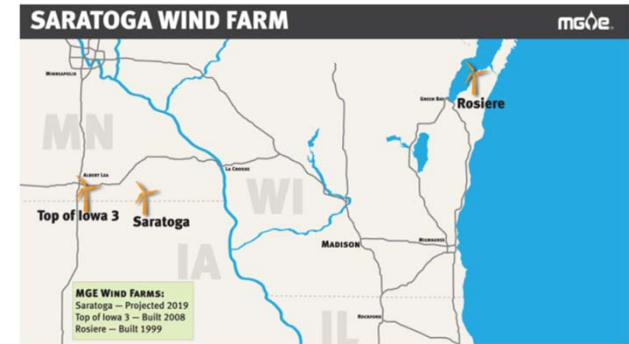 SARATOGA WIND FARM
mge
MINNEAPOLIS
GREEN BAY
Rosiere
MN
ALBERT LEA
LA CROSSE
WI
Top of Iowa 3
Saratoga
MADISON
MILWAUKEE
IA
MGE WIND FARMS:
Saratoga — Projected 2019
Top of Iowa 3 — Built 2008
Rosiere — Built 1999
ROCKFORD
IL